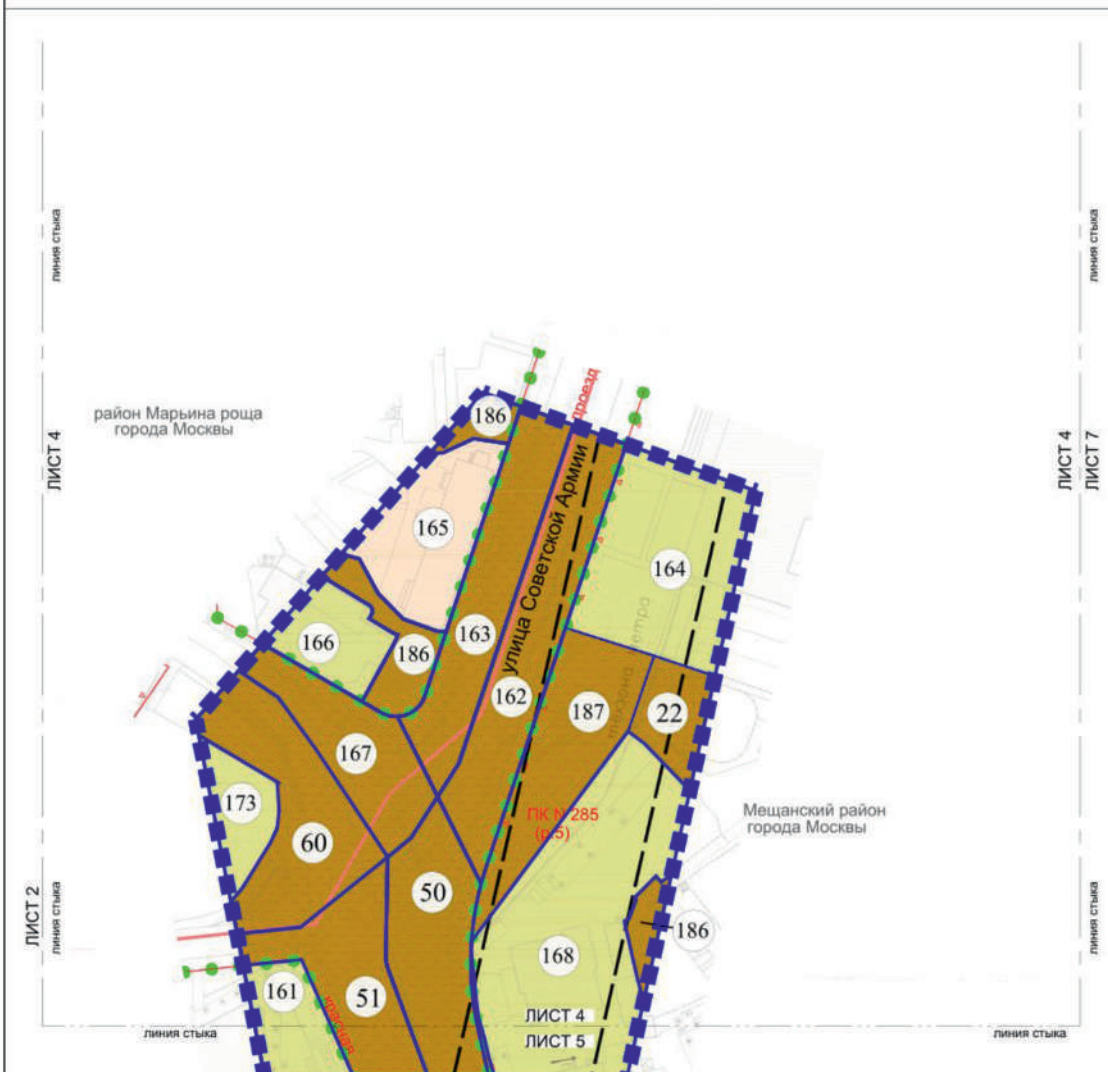 линия стыка
линия стыка
район Марьина роща
города Москвы
ЛИСТ 4
ЛИСТ 4
ЛИСТ 7
проезд
186
улица Советской Армии
165
164
166
186
163
162
187
22
167
173
60
ПК N 285
Мещанский район
города Москвы
50
ЛИСТ 2
линия стыка
линия стыка
186
168
161
51
красная
ЛИСТ 4
ЛИСТ 5
линия стыка
линия стыка